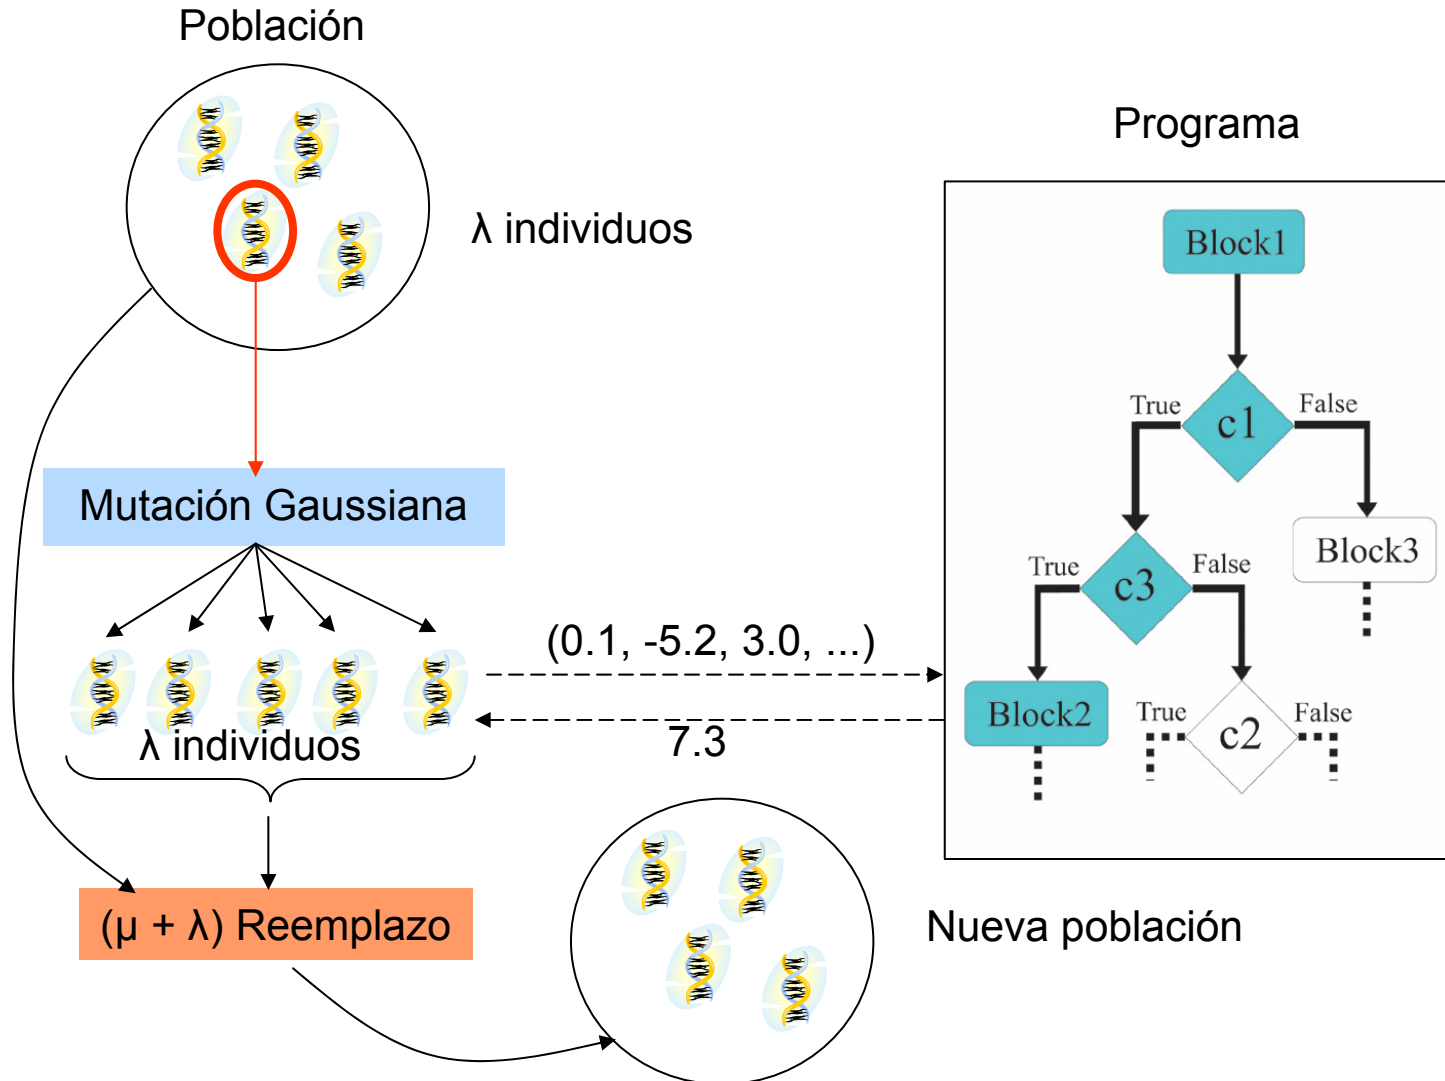 Población
λ individuos
Mutación Gaussiana
λ individuos
(μ + λ) Reemplazo
(0.1, -5.2, 3.0, ...)
7.3
Nueva población
Programa
Block1
True
False
c1
Block3
True
False
c3
Block2
True
False
c2